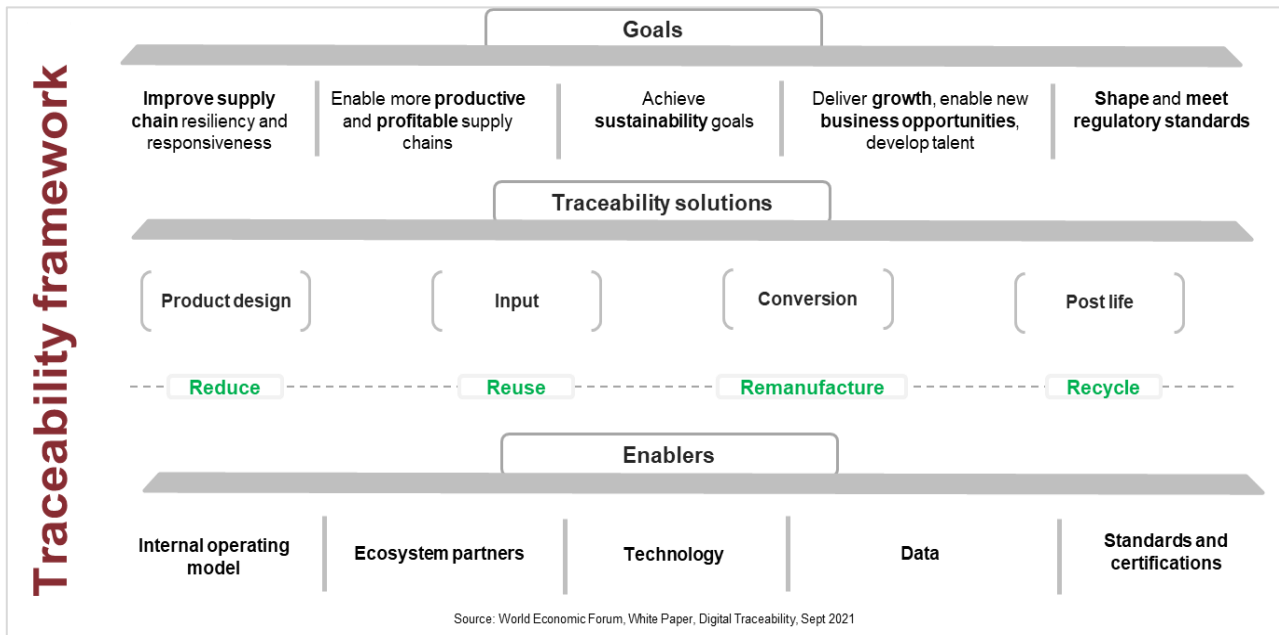 Traceability framework
Goals
Improve supply
chain resiliency and
responsiveness
Enable more productive
and profitable supply
chains
Achieve
sustainability goals
Deliver growth, enable new
business opportunities,
develop talent
Shape and meet
regulatory standards
Traceability solutions
Product design
Input
Conversion
Post life
Reduce
Reuse
Remanufacture
Recycle
Enablers
Internal operating
model
Ecosystem partners
Technology
Data
Standards and
certifications
Source: World Economic Forum, White Paper, Digital Traceability, Sept 2021